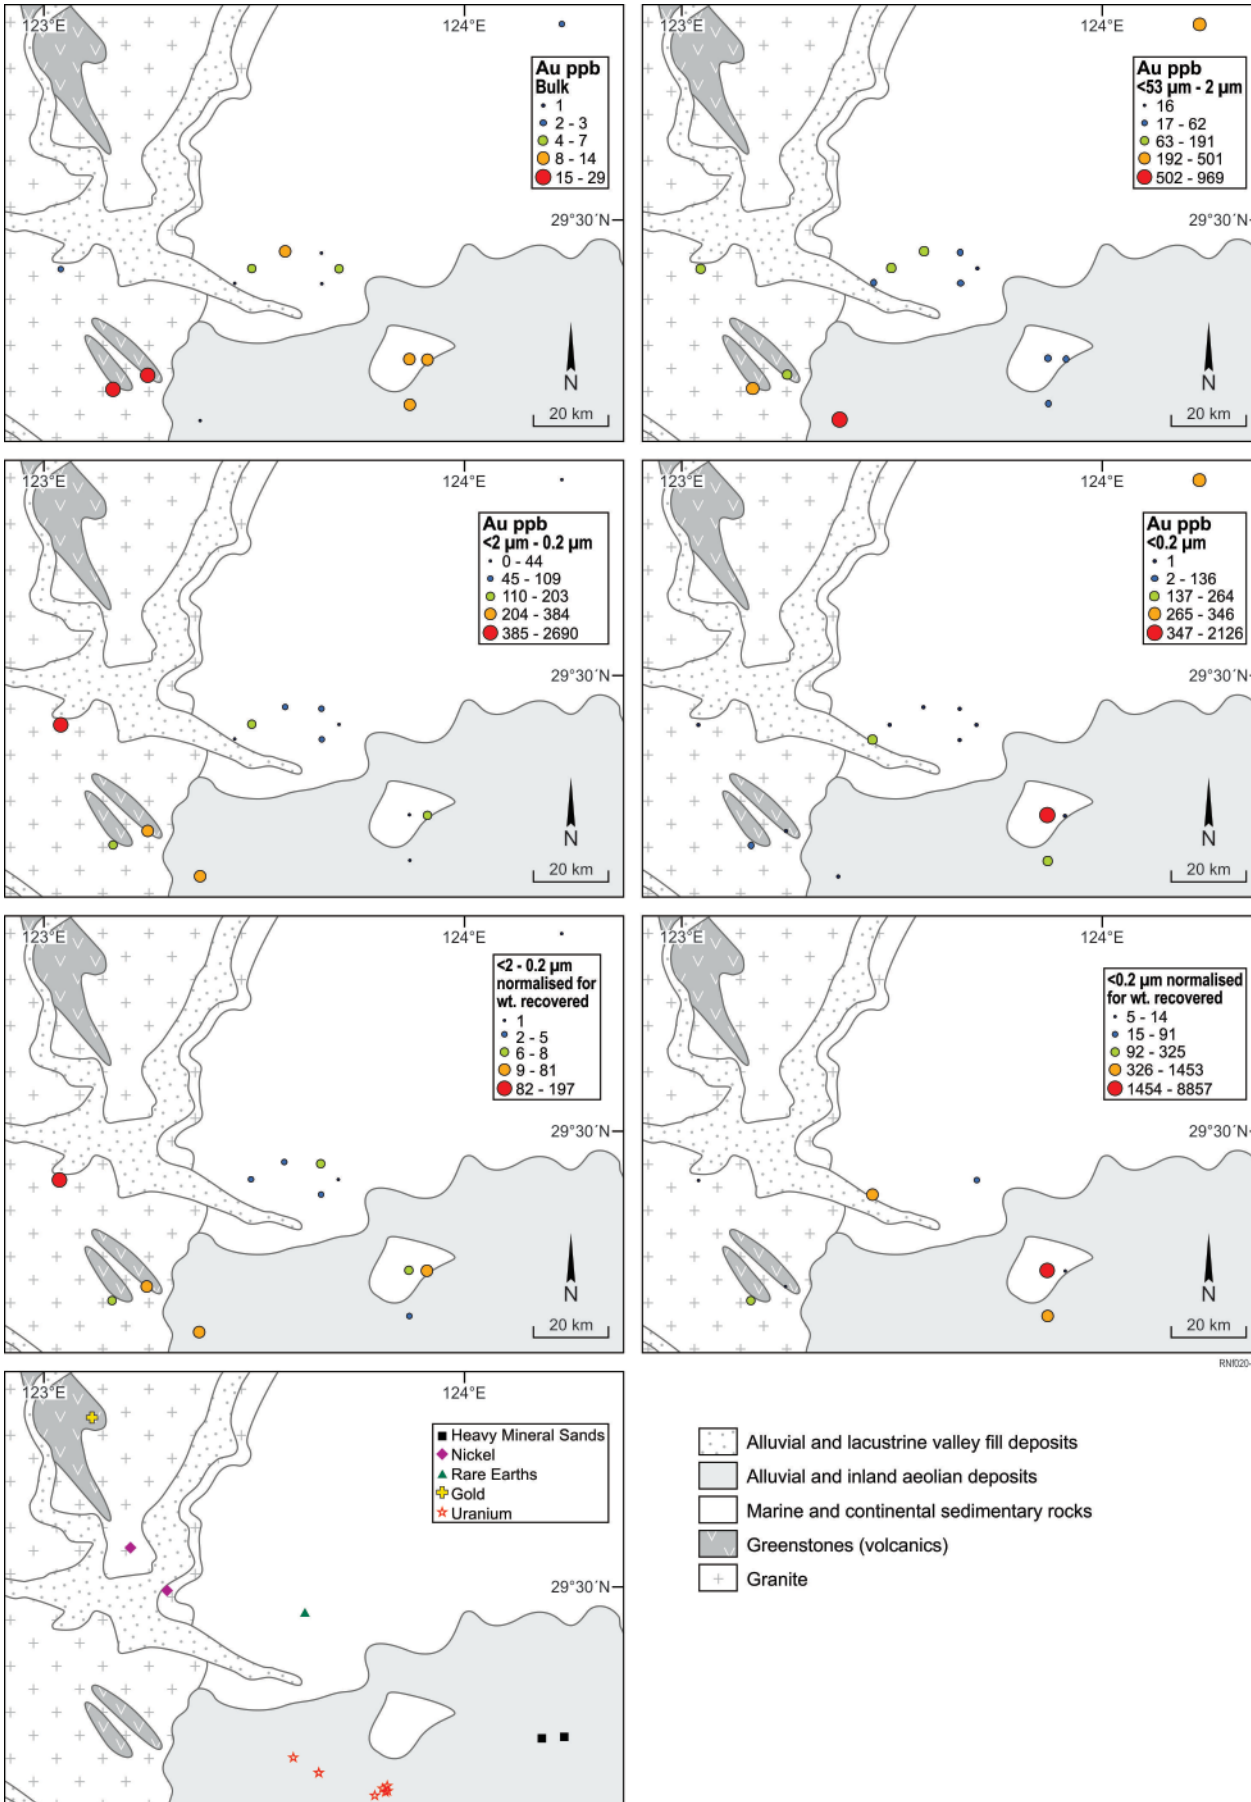 123°E
124°E
Au ppb
Bulk
1
2 - 3
4 - 7
8 - 14
15 - 29
29°30´N
N
20 km
123°E
124°E
Au ppb
<53 µm - 2 µm
16
17 - 62
63 - 191
192 - 501
502 - 969
29°30´N
N
20 km
123°E
124°E
Au ppb
<2 µm - 0.2 µm
0 - 44
45 - 109
110 - 203
204 - 384
385 - 2690
29°30´N
N
20 km
123°E
124°E
Au ppb
<0.2 µm
1
2 - 136
137 - 264
265 - 346
347 - 2126
29°30´N
N
20 km
123°E
124°E
<2 - 0.2 µm
normalised for
wt. recovered
1
2 - 5
6 - 8
9 - 81
82 - 197
29°30´N
N
20 km
123°E
124°E
<0.2 µm normalised
for wt. recovered
5 - 14
15 - 91
92 - 325
326 - 1453
1454 - 8857
29°30´N
N
20 km
RNf020-
123°E
124°E
Heavy Mineral Sands
Nickel
Rare Earths
Gold
Uranium
29°30´N
Alluvial and lacustrine valley fill deposits
Alluvial and inland aeolian deposits
Marine and continental sedimentary rocks
Greenstones (volcanics)
Granite